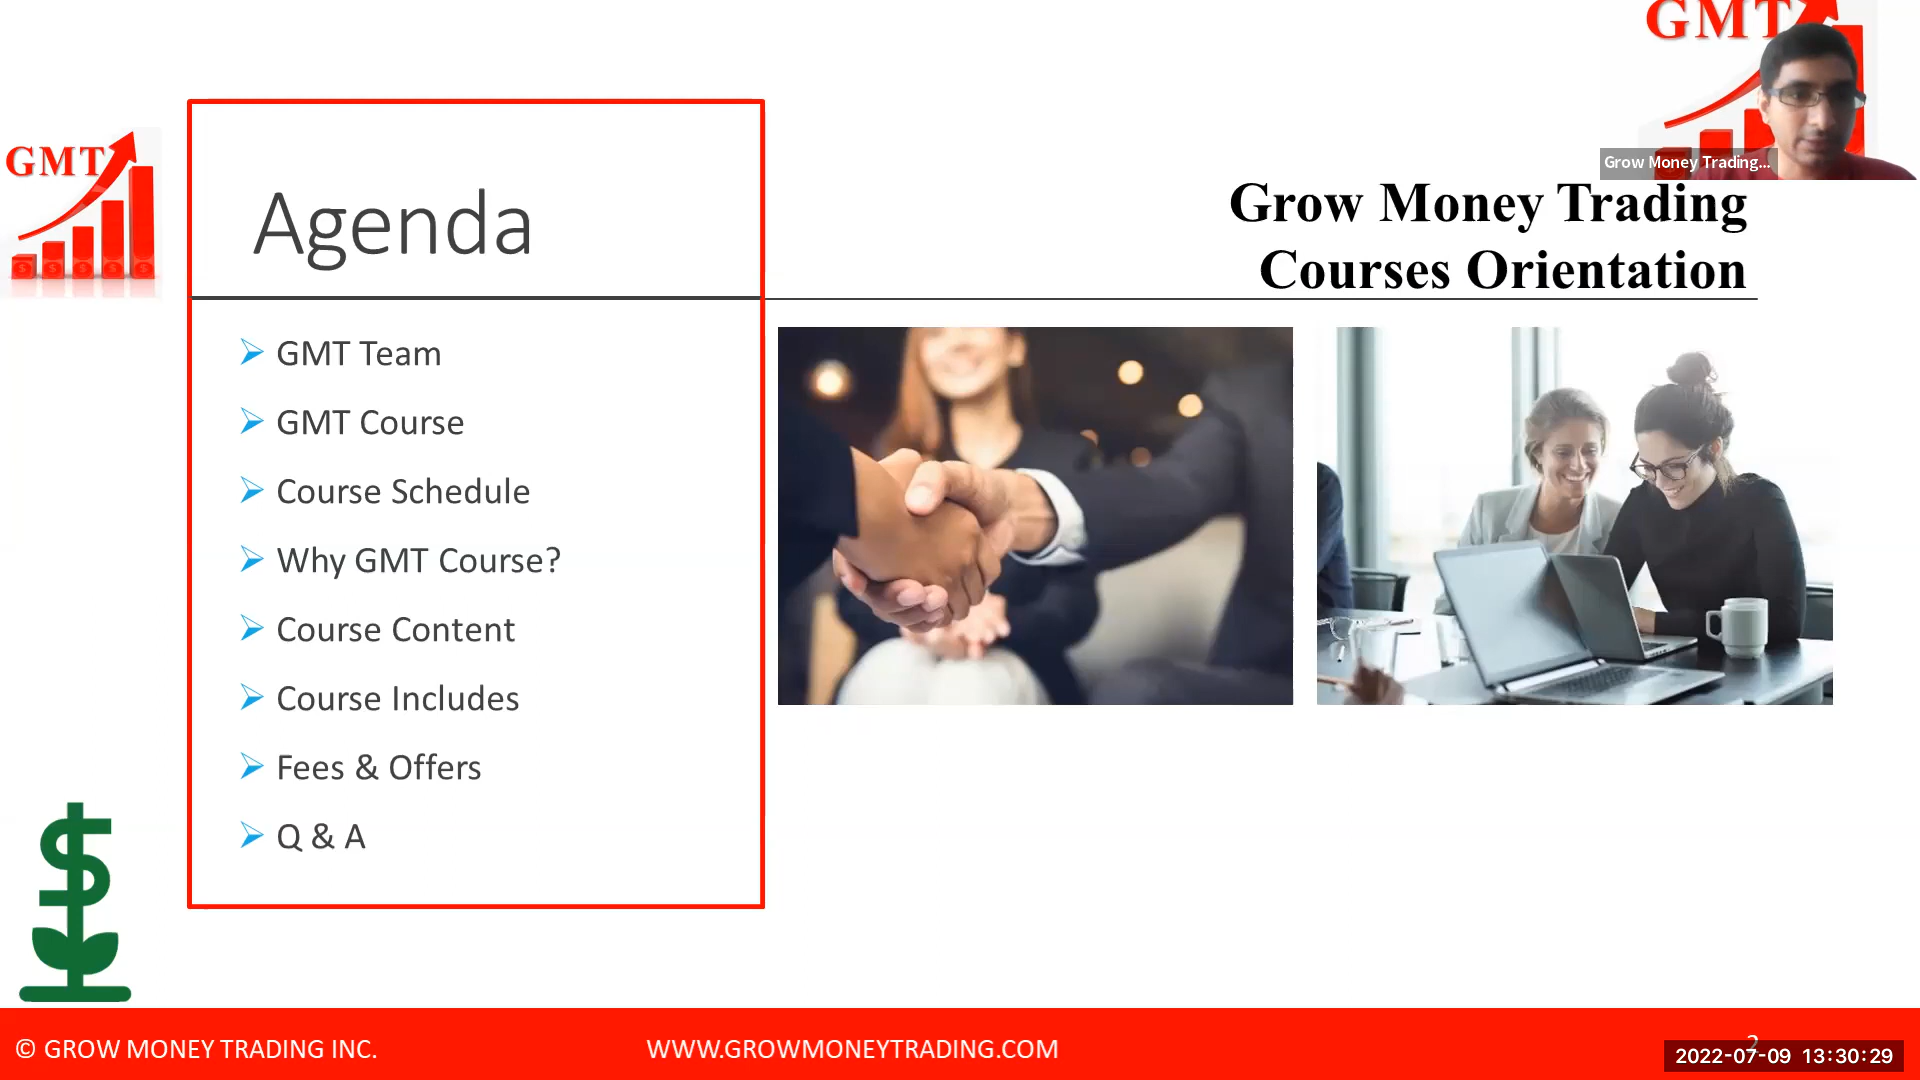 GMT
GMT
Grow Money Trading...
Agenda
Grow Money Trading
Courses Orientation
GMT Team
GMT Course
Course Schedule
Why GMT Course?
Course Content
Course Includes
Fees & Offers
Q & A
© GROW MONEY TRADING INC.
WWW.GROWMONEYTRADING.COM
2
2022-07-09 13:30:29